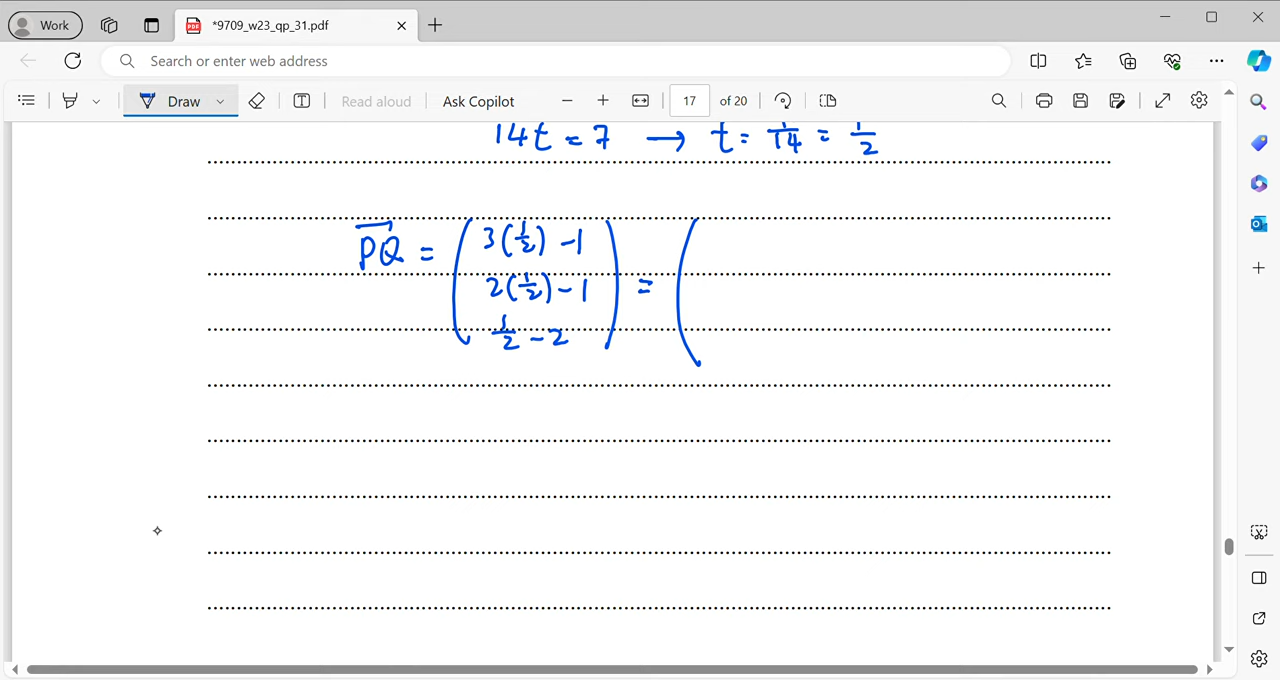 Work
*9709_w23_qp_31.pdf
Search or enter web address
Draw
Read aloud
Ask Copilot
17 of 20
14t = 7 → t = 1/14 = 1/2
PQ = ( 3(1/2) - 1
2(1/2) - 1 ) = (
1/2 - 2